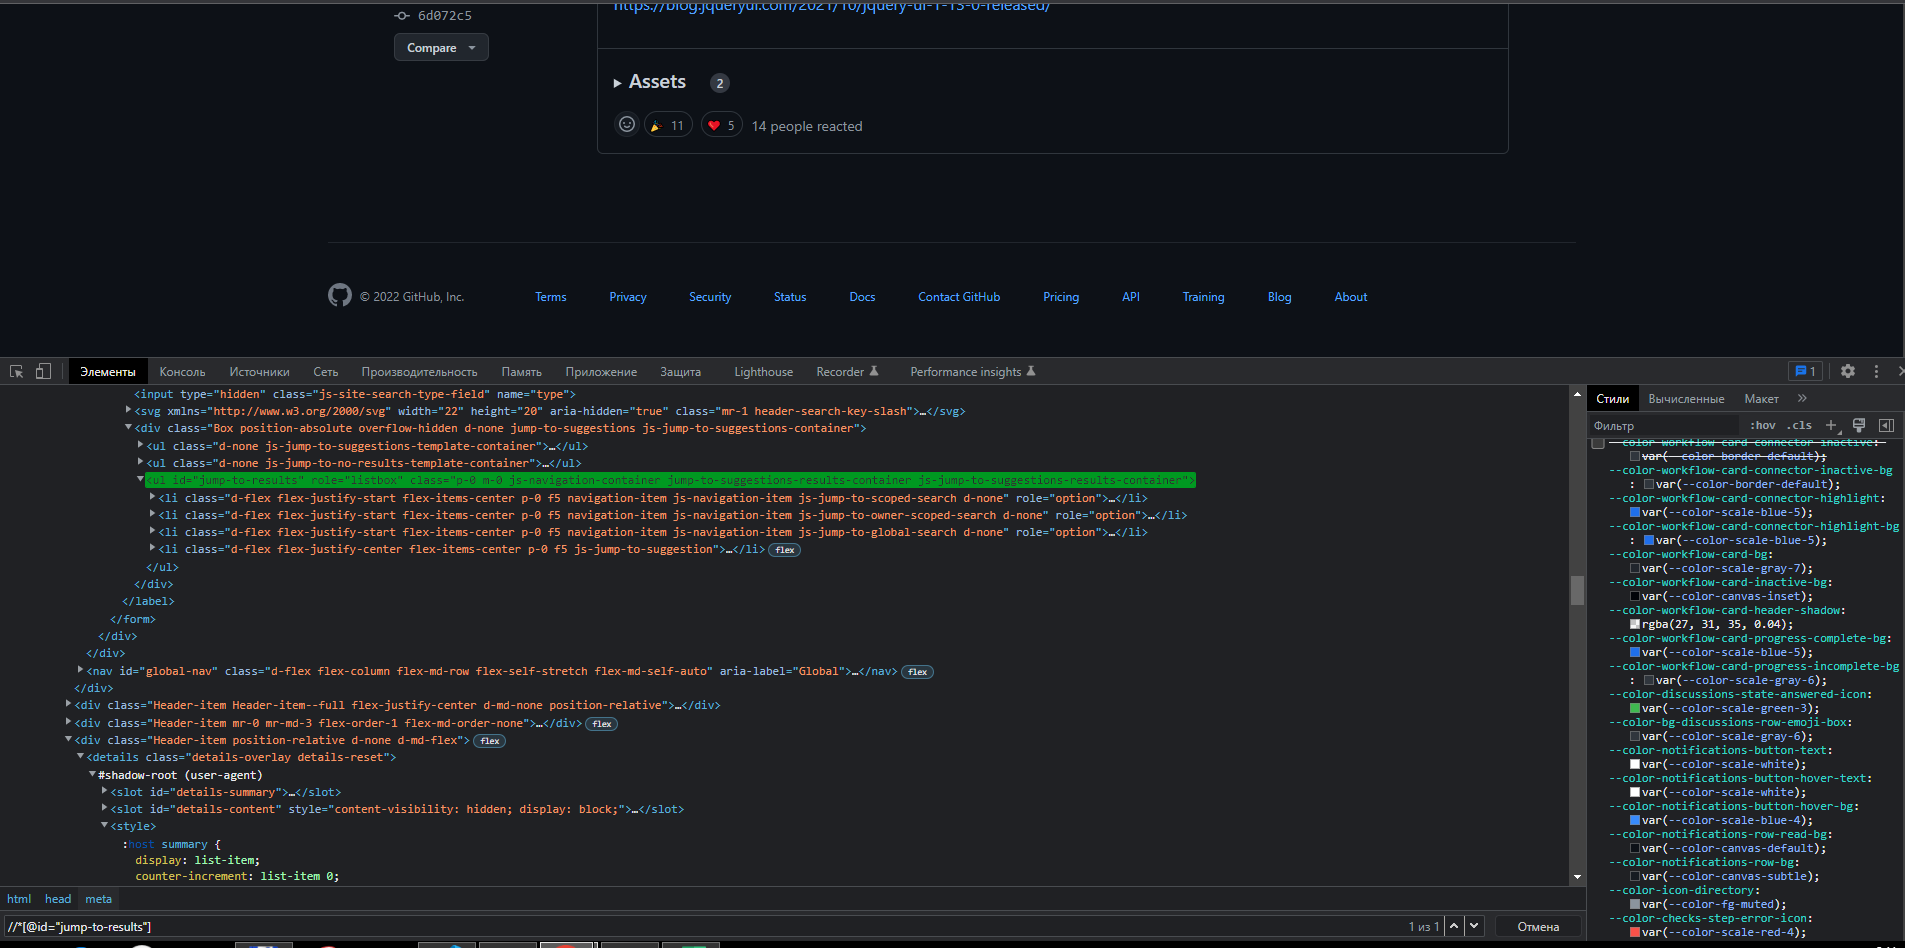 https://blog.jqueryui.com/2021/10/jquery-ui-1-13-0-released/
6d072c5
Compare
Assets 2
11 5 14 people reacted
© 2022 GitHub, Inc. Terms Privacy Security Status Docs Contact GitHub Pricing API Training Blog About
Элементы Консоль Источники Сеть Производительность Память Приложение Защита Lighthouse Recorder Performance insights 1
<input type="hidden" class="js-site-search-type-field" name="type">
<svg xmlns="http://www.w3.org/2000/svg" width="22" height="20" aria-hidden="true" class="mr-1 header-search-key-slash">…</svg>
<div class="Box position-absolute overflow-hidden d-none jump-to-suggestions js-jump-to-suggestions-container">
<ul class="d-none js-jump-to-suggestions-template-container">…</ul>
<ul class="d-none js-jump-to-no-results-template-container">…</ul>
<ul id="jump-to-results" role="listbox" class="p-0 m-0 js-navigation-container jump-to-suggestions-results-container js-jump-to-suggestions-results-container">
<li class="d-flex flex-justify-start flex-items-center p-0 f5 navigation-item js-navigation-item js-jump-to-scoped-search d-none" role="option">…</li>
<li class="d-flex flex-justify-start flex-items-center p-0 f5 navigation-item js-navigation-item js-jump-to-owner-scoped-search d-none" role="option">…</li>
<li class="d-flex flex-justify-start flex-items-center p-0 f5 navigation-item js-navigation-item js-jump-to-global-search d-none" role="option">…</li>
<li class="d-flex flex-justify-center flex-items-center p-0 f5 js-jump-to-suggestion">…</li> flex
</ul>
</div>
</label>
</form>
</div>
</div>
<nav id="global-nav" class="d-flex flex-column flex-md-row flex-self-stretch flex-md-self-auto" aria-label="Global">…</nav> flex
</div>
<div class="Header-item Header-item--full flex-justify-center d-md-none position-relative">…</div>
<div class="Header-item mr-0 mr-md-3 flex-order-1 flex-md-order-none">…</div> flex
<div class="Header-item position-relative d-none d-md-flex"> flex
<details class="details-overlay details-reset">
#shadow-root (user-agent)
<slot id="details-summary">…</slot>
<slot id="details-content" style="content-visibility: hidden; display: block;">…</slot>
<style>
:host summary {
display: list-item;
counter-increment: list-item 0;
html head meta
//*[@id="jump-to-results"] 1 из 1 Отмена
Стили Вычисленные Макет »
Фильтр :hov .cls +
--color-workflow-card-connector-inactive:
var(--color-border-default);
--color-workflow-card-connector-inactive-bg
: var(--color-border-default);
--color-workflow-card-connector-highlight:
var(--color-scale-blue-5);
--color-workflow-card-connector-highlight-bg
: var(--color-scale-blue-5);
--color-workflow-card-bg:
var(--color-scale-gray-7);
--color-workflow-card-inactive-bg:
var(--color-canvas-inset);
--color-workflow-card-header-shadow:
rgba(27, 31, 35, 0.04);
--color-workflow-card-progress-complete-bg:
var(--color-scale-blue-5);
--color-workflow-card-progress-incomplete-bg
: var(--color-scale-gray-6);
--color-discussions-state-answered-icon:
var(--color-scale-green-3);
--color-bg-discussions-row-emoji-box:
var(--color-scale-gray-6);
--color-notifications-button-text:
var(--color-scale-white);
--color-notifications-button-hover-text:
var(--color-scale-white);
--color-notifications-button-hover-bg:
var(--color-scale-blue-4);
--color-notifications-row-read-bg:
var(--color-canvas-default);
--color-notifications-row-bg:
var(--color-canvas-subtle);
--color-icon-directory:
var(--color-fg-muted);
--color-checks-step-error-icon:
var(--color-scale-red-4);